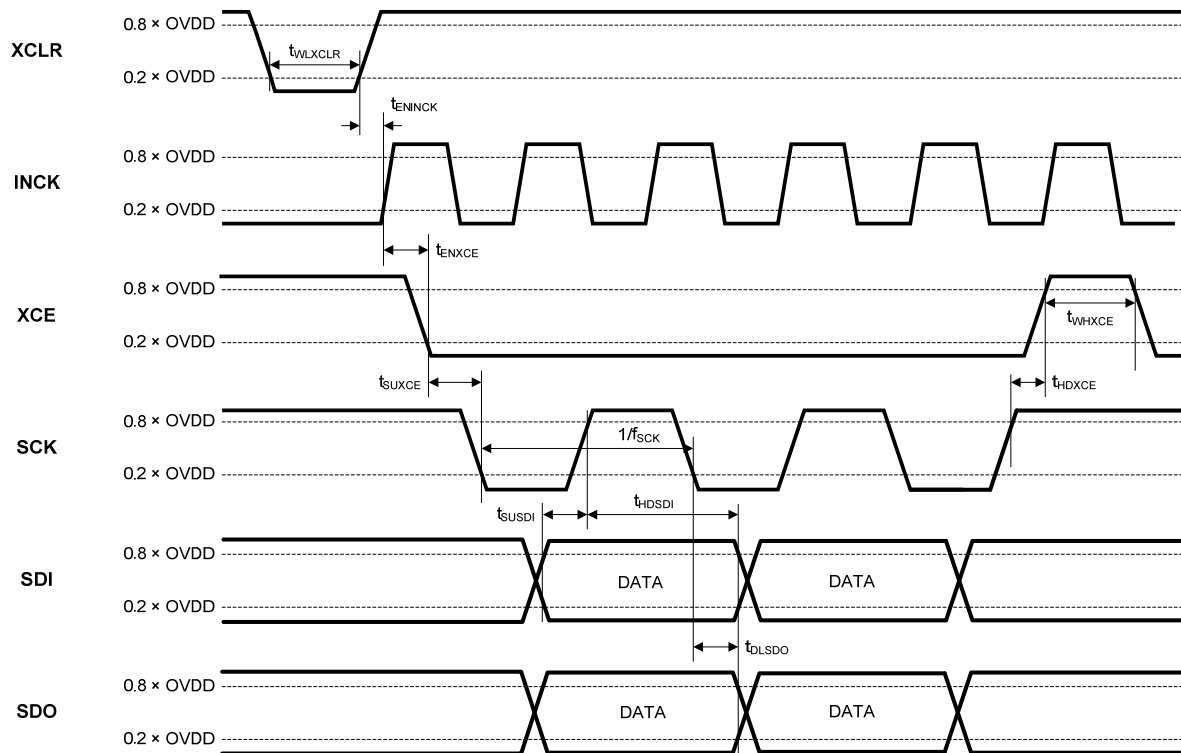 0.8 × OVDD
XCLR
tWLXCLR
0.2 × OVDD
tENINCK
0.8 × OVDD
INCK
0.2 × OVDD
tENXCE
0.8 × OVDD
XCE
tWHXCE
0.2 × OVDD
tSUXCE
tHDXCE
0.8 × OVDD
SCK
1/fSCK
0.2 × OVDD
tSUSDI
tHDSDI
0.8 × OVDD
SDI
DATA
DATA
0.2 × OVDD
tDLSDO
0.8 × OVDD
SDO
DATA
DATA
0.2 × OVDD